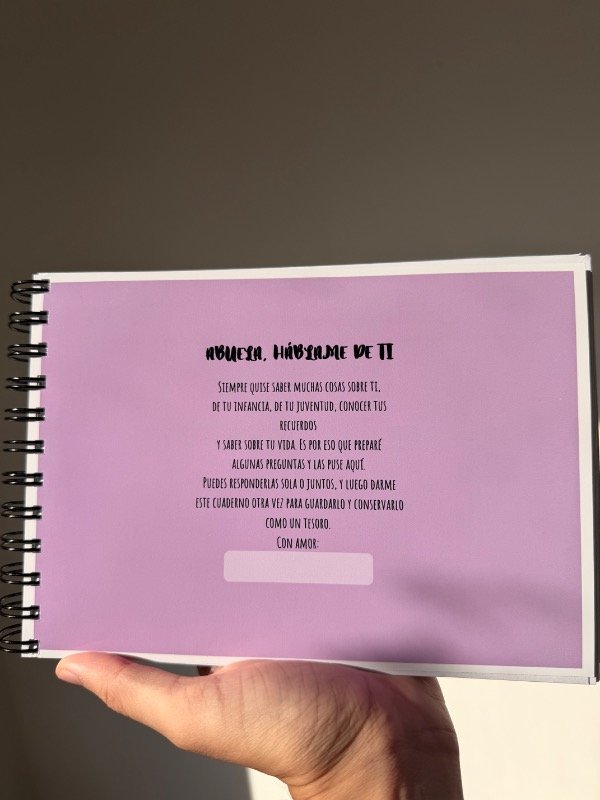 ABUELA, HÁBLAME DE TI
SIEMPRE QUISE SABER MUCHAS COSAS SOBRE TI,
DE TU INFANCIA, DE TU JUVENTUD, CONOCER TUS
RECUERDOS
Y SABER SOBRE TU VIDA. ES POR ESO QUE PREPARÉ
ALGUNAS PREGUNTAS Y LAS PUSE AQUÍ.
PUEDES RESPONDERLAS SOLA O JUNTOS, Y LUEGO DARME
ESTE CUADERNO OTRA VEZ PARA GUARDARLO Y CONSERVARLO
COMO UN TESORO.
CON AMOR: